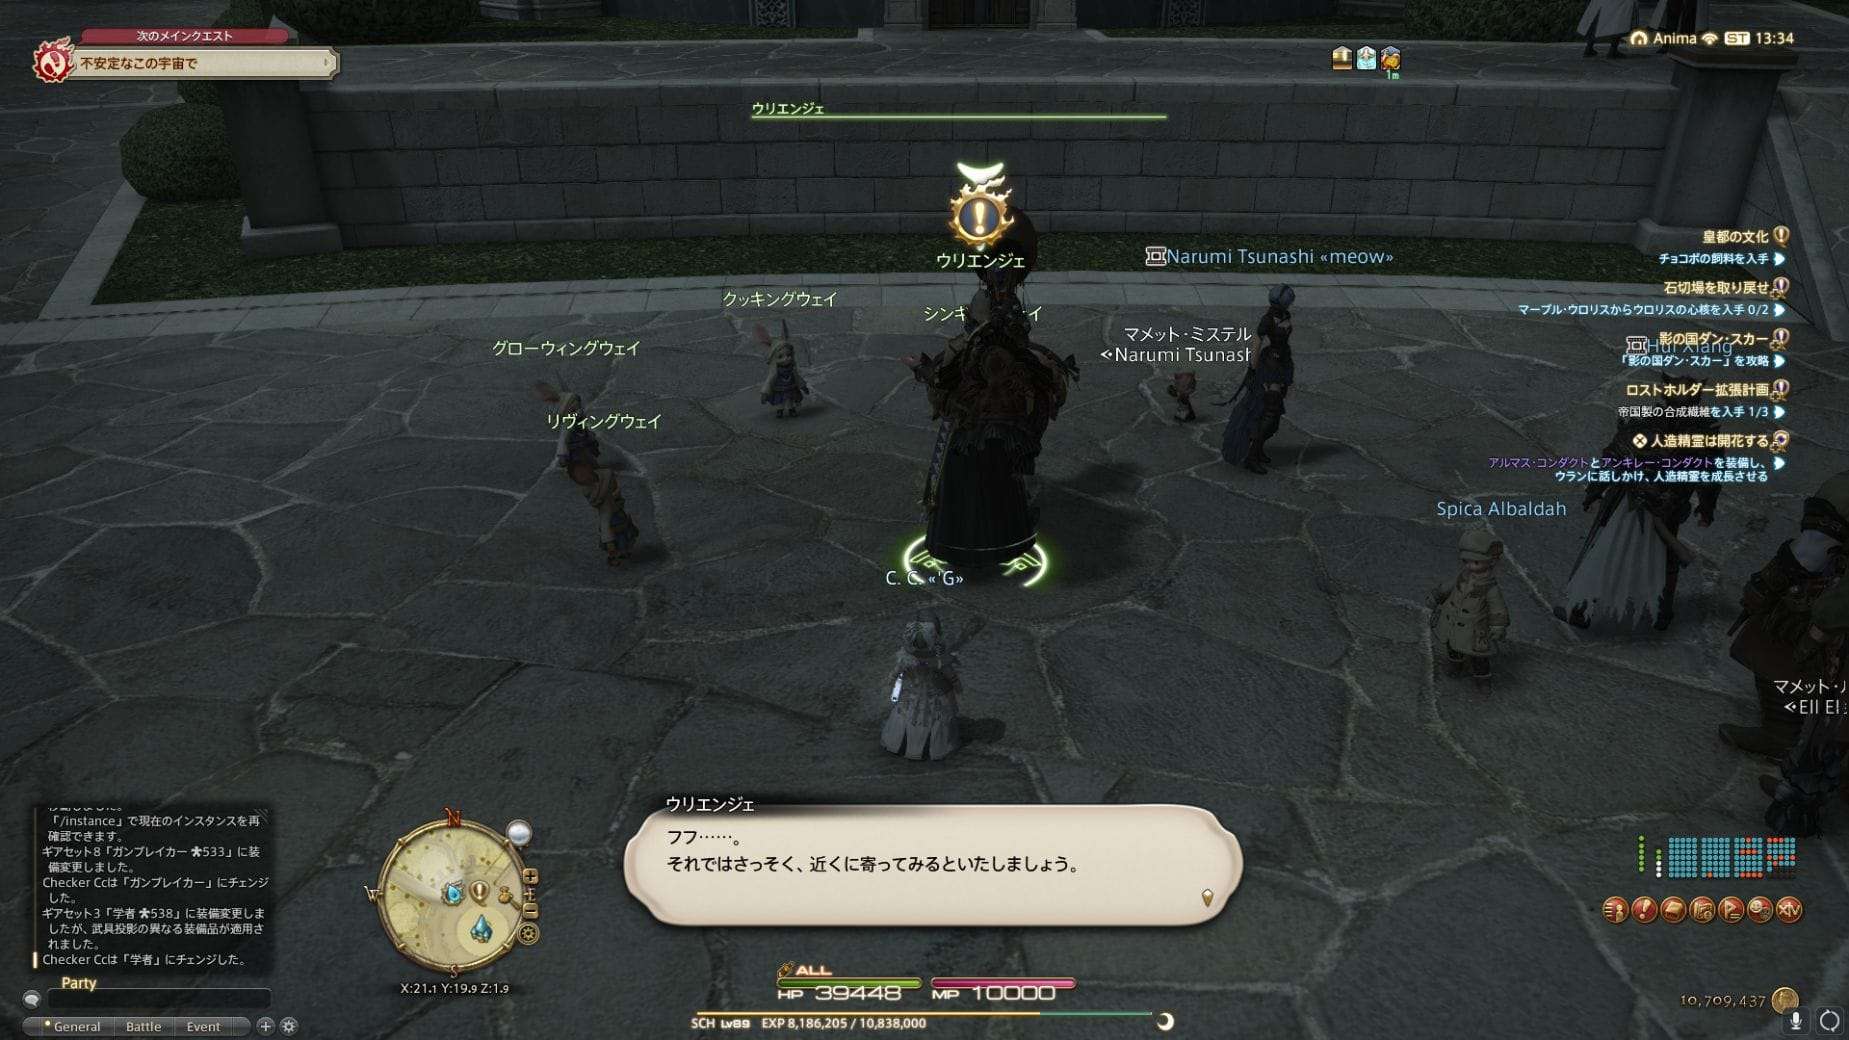 次のメインクエスト
不安定なこの宇宙で
Anima ST 13:34
1m
ウリエンジェ
ウリエンジェ
Narumi Tsunashi «meow»
クッキングウェイ
グローウィングウェイ
リヴィングウェイ
マメット・ミステル
Narumi Tsunash
C. C. «'G»
Spica Albaldah
皇都の文化
チョコボの飼料を入手
石切場を取り戻せ
マーブル・ウロリスからウロリスの心核を入手 0/2
影の国ダン・スカー
「影の国ダン・スカー」を攻略
ロストホルダー拡張計画
帝国製の合成繊維を入手 1/3
人造精霊は開花する
アルマス・コンダクトとアンキレー・コンダクトを装備し、
ウランに話しかけ、人造精霊を成長させる
ウリエンジェ
フフ……。
それではさっそく、近くに寄ってみるといたしましょう。
「/instance」で現在のインスタンスを再
確認できます。
ギアセット8「ガンブレイカー ★533」に装
備変更しました。
Checker Ccは「ガンブレイカー」にチェンジ
した。
ギアセット3「学者 ★538」に装備変更しま
したが、武具投影の異なる装備品が適用さ
れました。
Checker Ccは「学者」にチェンジした。
Party
General Battle Event
N
W
S
X:21.1 Y:19.9 Z:1.9
ALL
HP 39448 MP 10000
SCH Lv89 EXP 8,186,205 / 10,838,000
10,709,437
XIV